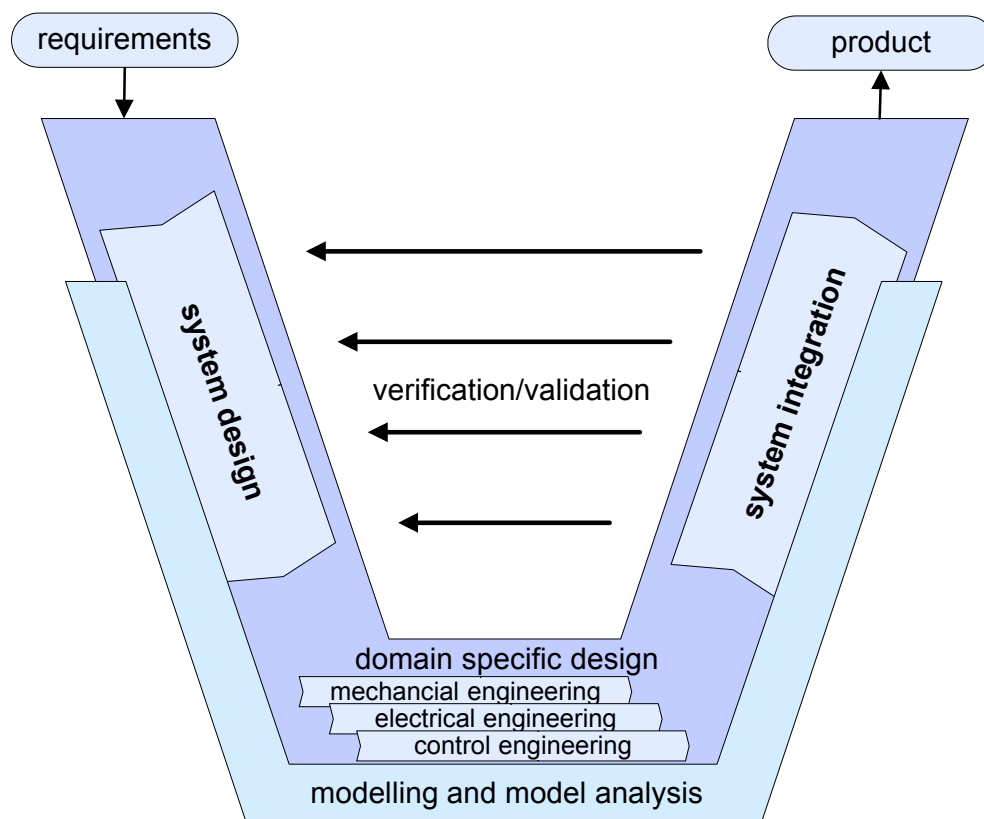 requirements
product
system design
verification/validation
system integration
domain specific design
mechancial engineering
electrical engineering
control engineering
modelling and model analysis